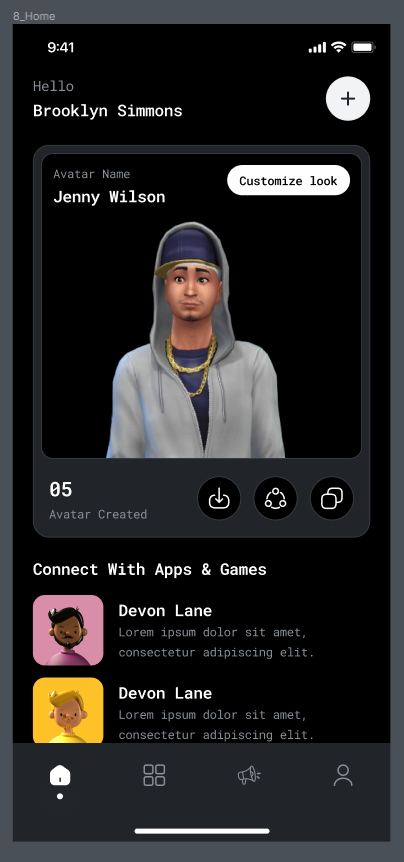 8_Home
9:41
Hello
Brooklyn Simmons
Avatar Name
Jenny Wilson
Customize look
05
Avatar Created
Connect With Apps & Games
Devon Lane
Lorem ipsum dolor sit amet,
consectetur adipiscing elit.
Devon Lane
Lorem ipsum dolor sit amet,
consectetur adipiscing elit.